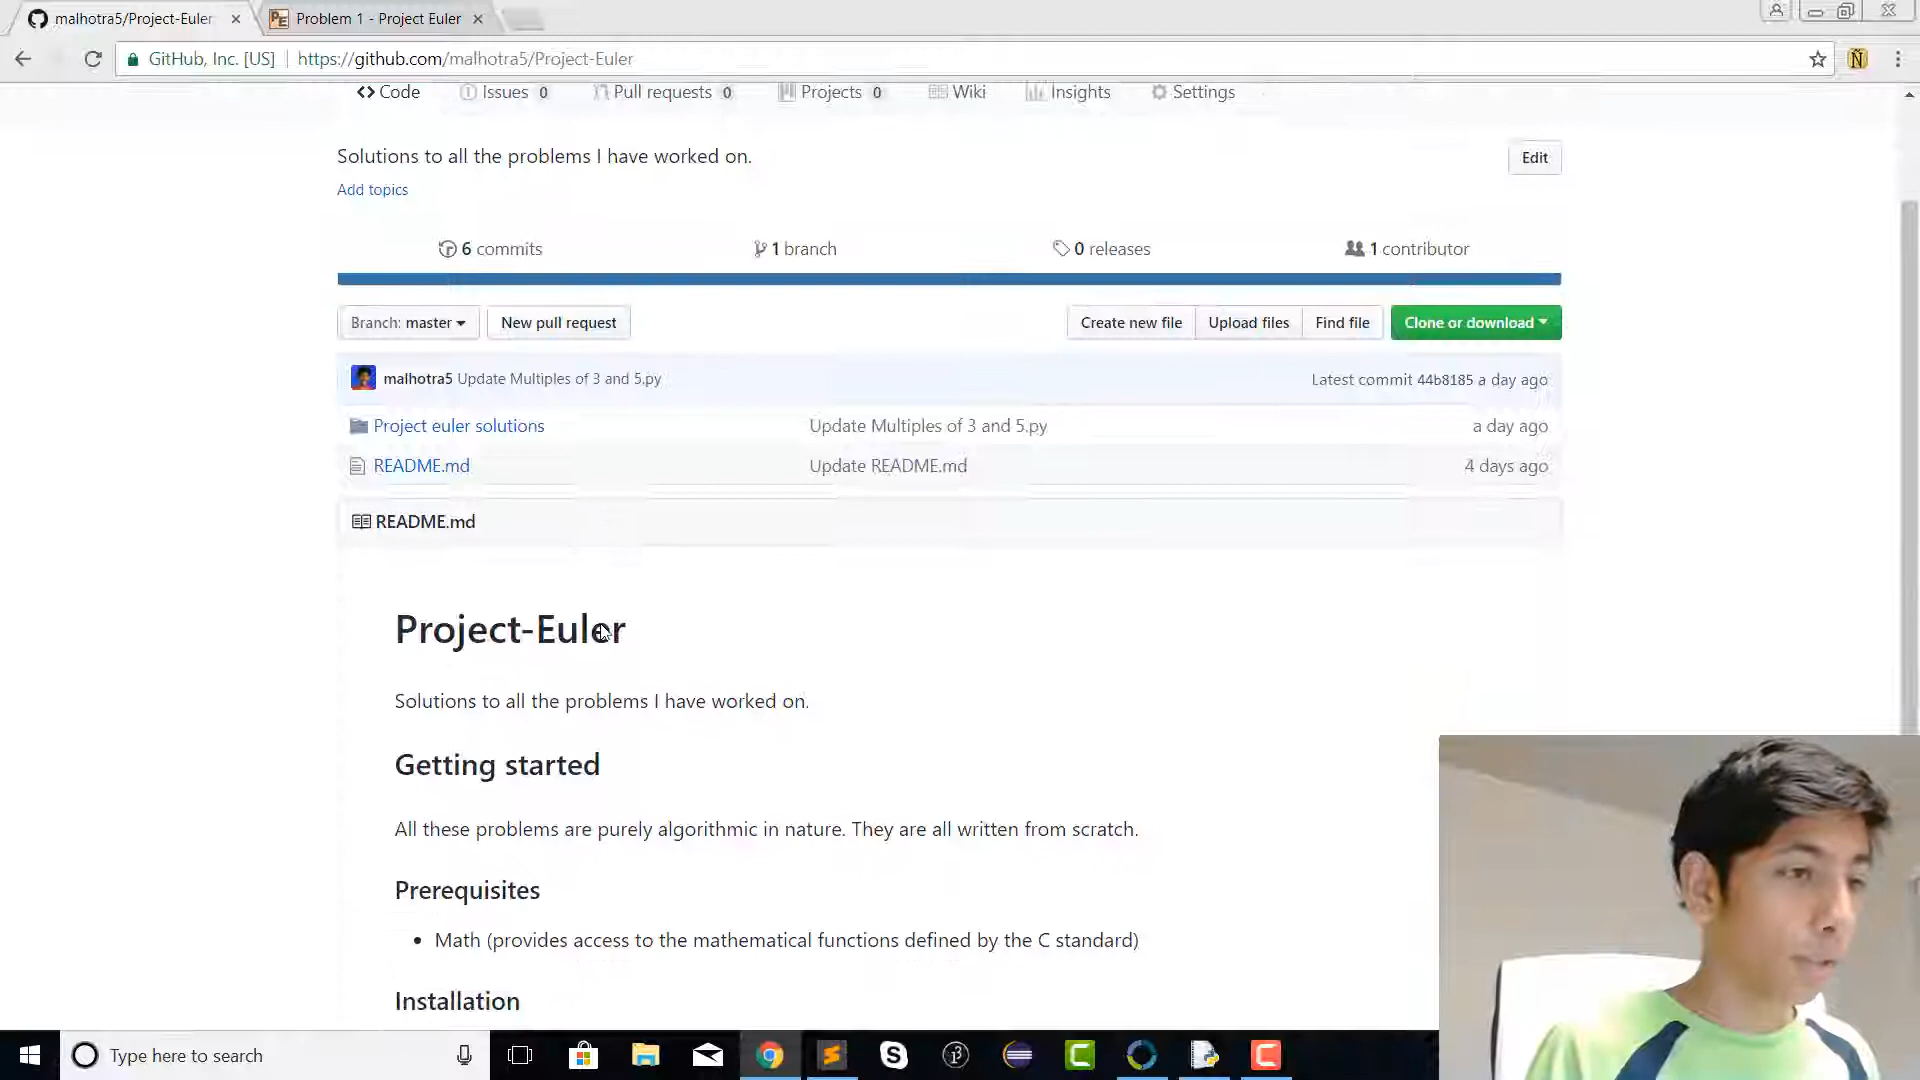 malhotra5/Project-Euler
Problem 1 - Project Euler
GitHub, Inc. [US] https://github.com/malhotra5/Project-Euler
Code Issues 0 Pull requests 0 Projects 0 Wiki Insights Settings
Solutions to all the problems I have worked on.
Edit
Add topics
6 commits 1 branch 0 releases 1 contributor
Branch: master New pull request Create new file Upload files Find file Clone or download
malhotra5 Update Multiples of 3 and 5.py Latest commit 44b8185 a day ago
Project euler solutions Update Multiples of 3 and 5.py a day ago
README.md Update README.md 4 days ago
README.md
Project-Euler
Solutions to all the problems I have worked on.
Getting started
All these problems are purely algorithmic in nature. They are all written from scratch.
Prerequisites
• Math (provides access to the mathematical functions defined by the C standard)
Installation
Type here to search